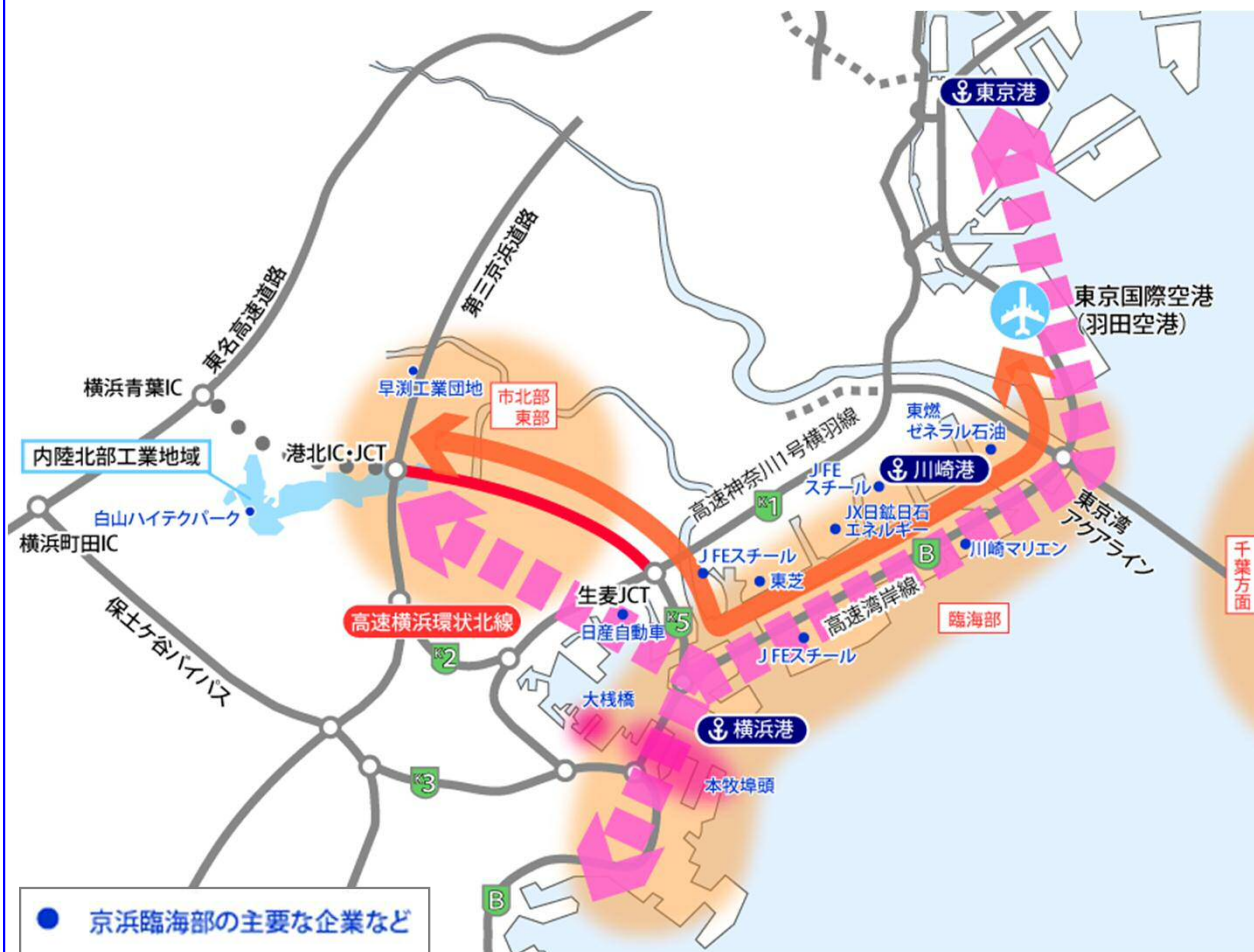 東京港
第三京浜道路
東名高速道路
東京国際空港
(羽田空港)
横浜青葉IC
早渕工業団地
市北部
東部
東燃
ゼネラル石油
内陸北部工業地域
港北IC・JCT
高速神奈川1号横羽線
JFE
スチール
川崎港
白山ハイテクパーク
K1
JX日鉱日石
エネルギー
横浜町田IC
東京湾
アクアライン
川崎マリエン
B
JFEスチール
東芝
千葉方面
生麦JCT
保土ケ谷バイパス
高速横浜環状北線
日産自動車
K5
高速湾岸線
臨海部
K2
JFEスチール
大桟橋
横浜港
K3
本牧埠頭
B
京浜臨海部の主要な企業など